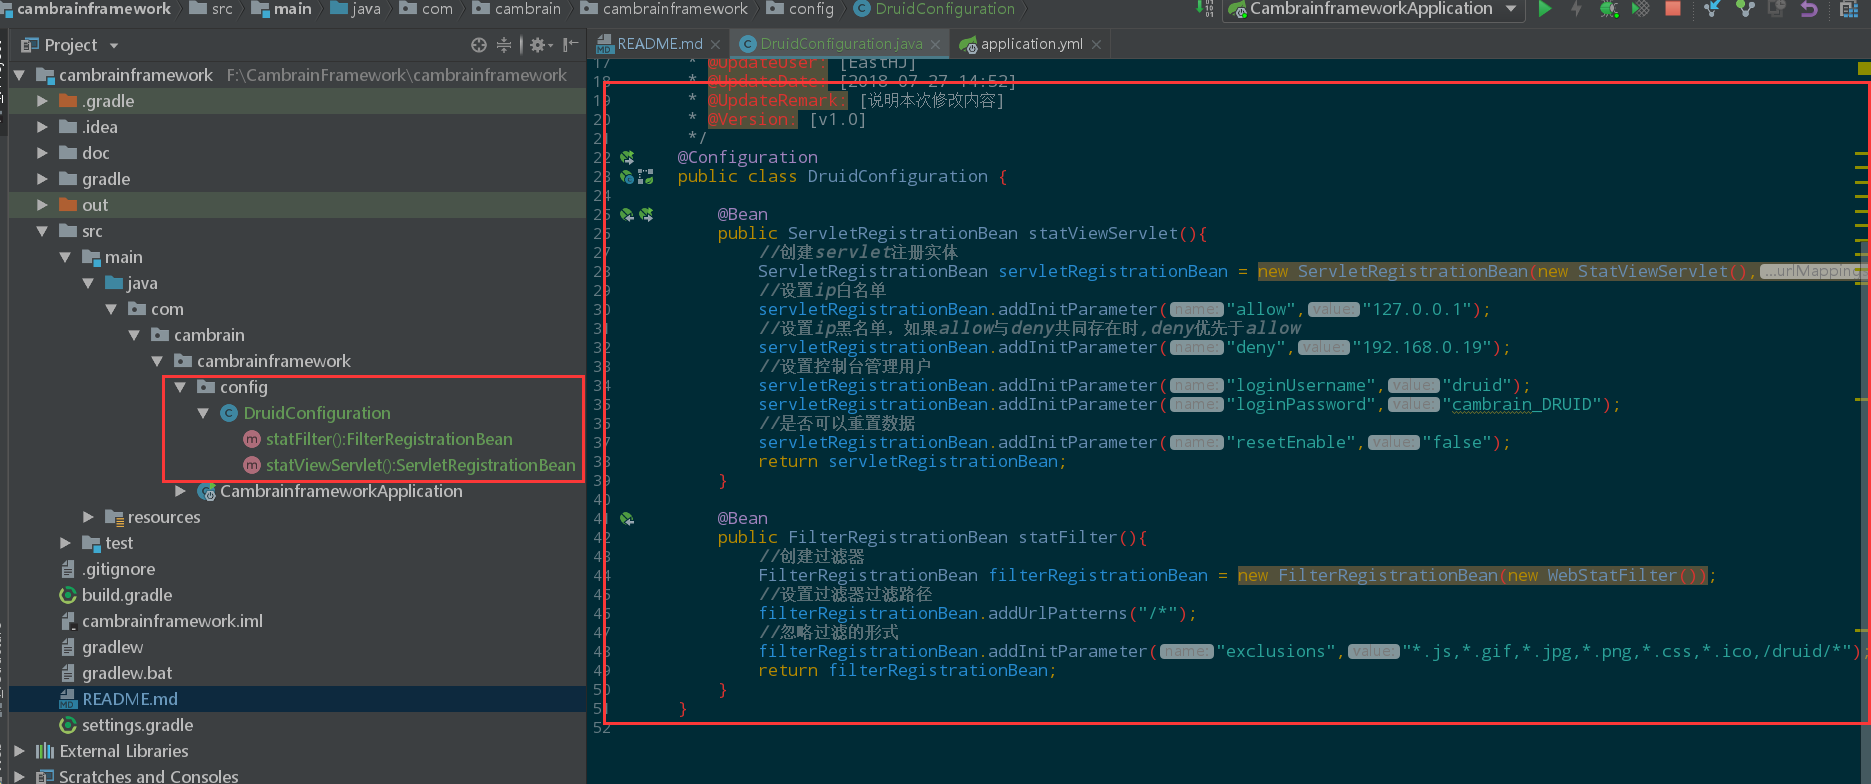 cambrainframework src main java com cambrain cambrainframework config DruidConfiguration
CambrainframeworkApplication
Project
README.md
DruidConfiguration.java
application.yml
cambrainframework F:\CambrainFramework\cambrainframework
.gradle
.idea
doc
gradle
out
src
main
java
com
cambrain
cambrainframework
config
DruidConfiguration
statFilter():FilterRegistrationBean
statViewServlet():ServletRegistrationBean
CambrainframeworkApplication
resources
test
.gitignore
build.gradle
cambrainframework.iml
gradlew
gradlew.bat
README.md
settings.gradle
External Libraries
Scratches and Consoles
17 * @UpdateUser: [EastHJ]
18 * @UpdateDate: [2018-07-27 14:52]
19 * @UpdateRemark: [说明本次修改内容]
20 * @Version: [v1.0]
21 */
22 @Configuration
23 public class DruidConfiguration {
24
25 @Bean
26 public ServletRegistrationBean statViewServlet(){
27 //创建servlet注册实体
28 ServletRegistrationBean servletRegistrationBean = new ServletRegistrationBean(new StatViewServlet(), ...urlMappings
29 //设置ip白名单
30 servletRegistrationBean.addInitParameter( name: "allow", value: "127.0.0.1");
31 //设置ip黑名单，如果allow与deny共同存在时,deny优先于allow
32 servletRegistrationBean.addInitParameter( name: "deny", value: "192.168.0.19");
33 //设置控制台管理用户
34 servletRegistrationBean.addInitParameter( name: "loginUsername", value: "druid");
35 servletRegistrationBean.addInitParameter( name: "loginPassword", value: "cambrain_DRUID");
36 //是否可以重置数据
37 servletRegistrationBean.addInitParameter( name: "resetEnable", value: "false");
38 return servletRegistrationBean;
39 }
40
41 @Bean
42 public FilterRegistrationBean statFilter(){
43 //创建过滤器
44 FilterRegistrationBean filterRegistrationBean = new FilterRegistrationBean(new WebStatFilter());
45 //设置过滤器过滤路径
46 filterRegistrationBean.addUrlPatterns("/*");
47 //忽略过滤的形式
48 filterRegistrationBean.addInitParameter( name: "exclusions", value: "*.js,*.gif,*.jpg,*.png,*.css,*.ico,/druid/*");
49 return filterRegistrationBean;
50 }
51 }
52